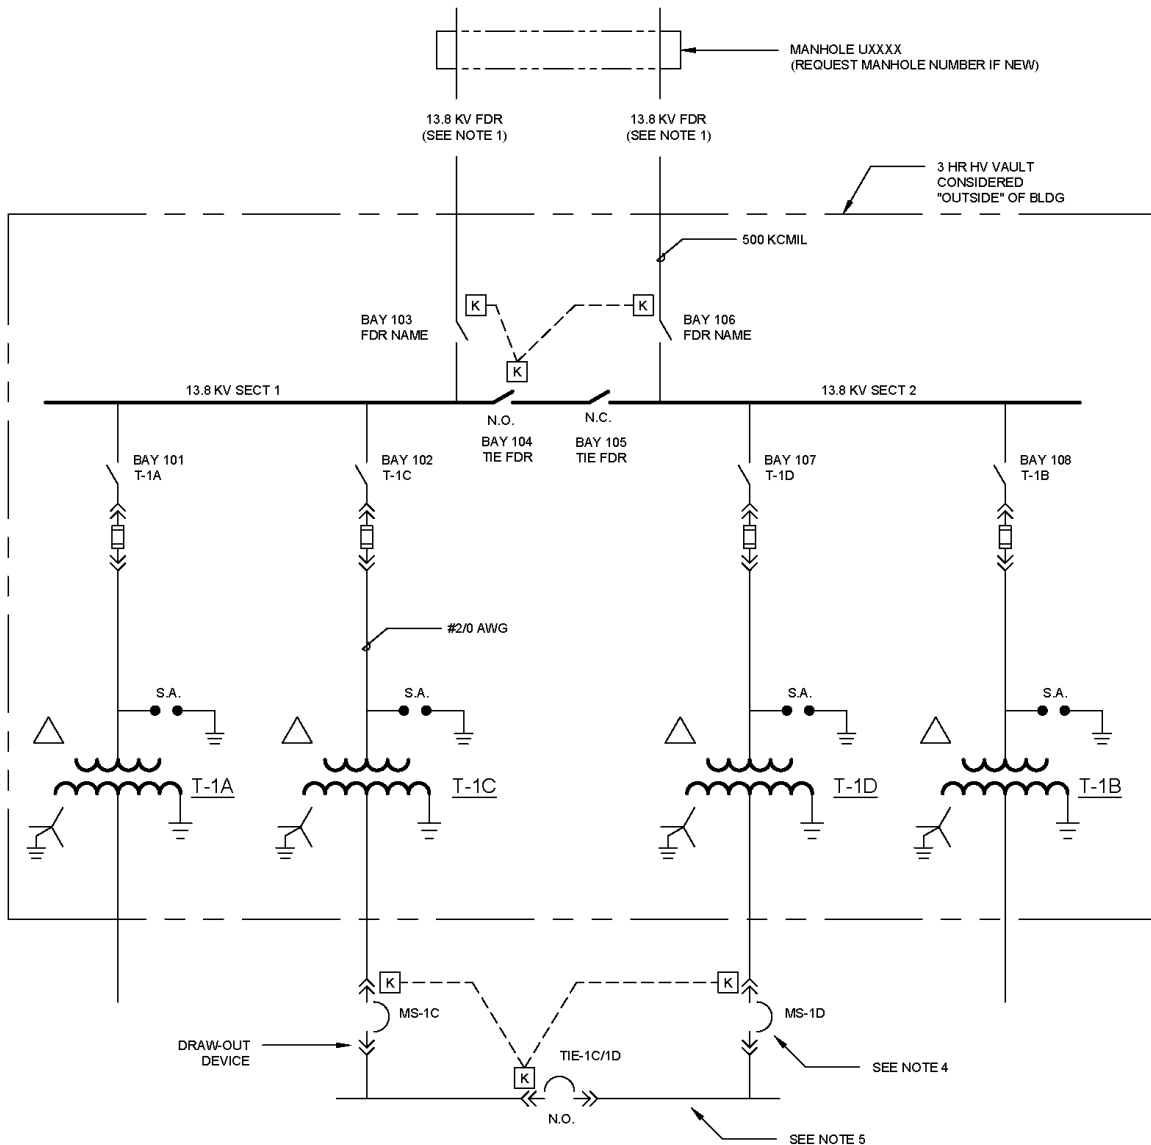 MANHOLE UXXXX
(REQUEST MANHOLE NUMBER IF NEW)
13.8 KV FDR
(SEE NOTE 1)
13.8 KV FDR
(SEE NOTE 1)
3 HR HV VAULT
CONSIDERED
"OUTSIDE" OF BLDG
500 KCMIL
K
K
BAY 103
FDR NAME
BAY 106
FDR NAME
K
13.8 KV SECT 1
13.8 KV SECT 2
N.O.
N.C.
BAY 104
TIE FDR
BAY 105
TIE FDR
BAY 101
T-1A
BAY 102
T-1C
BAY 107
T-1D
BAY 108
T-1B
#2/0 AWG
S.A.
S.A.
S.A.
S.A.
T-1A
T-1C
T-1D
T-1B
K
K
MS-1C
MS-1D
DRAW-OUT
DEVICE
TIE-1C/1D
SEE NOTE 4
K
N.O.
SEE NOTE 5